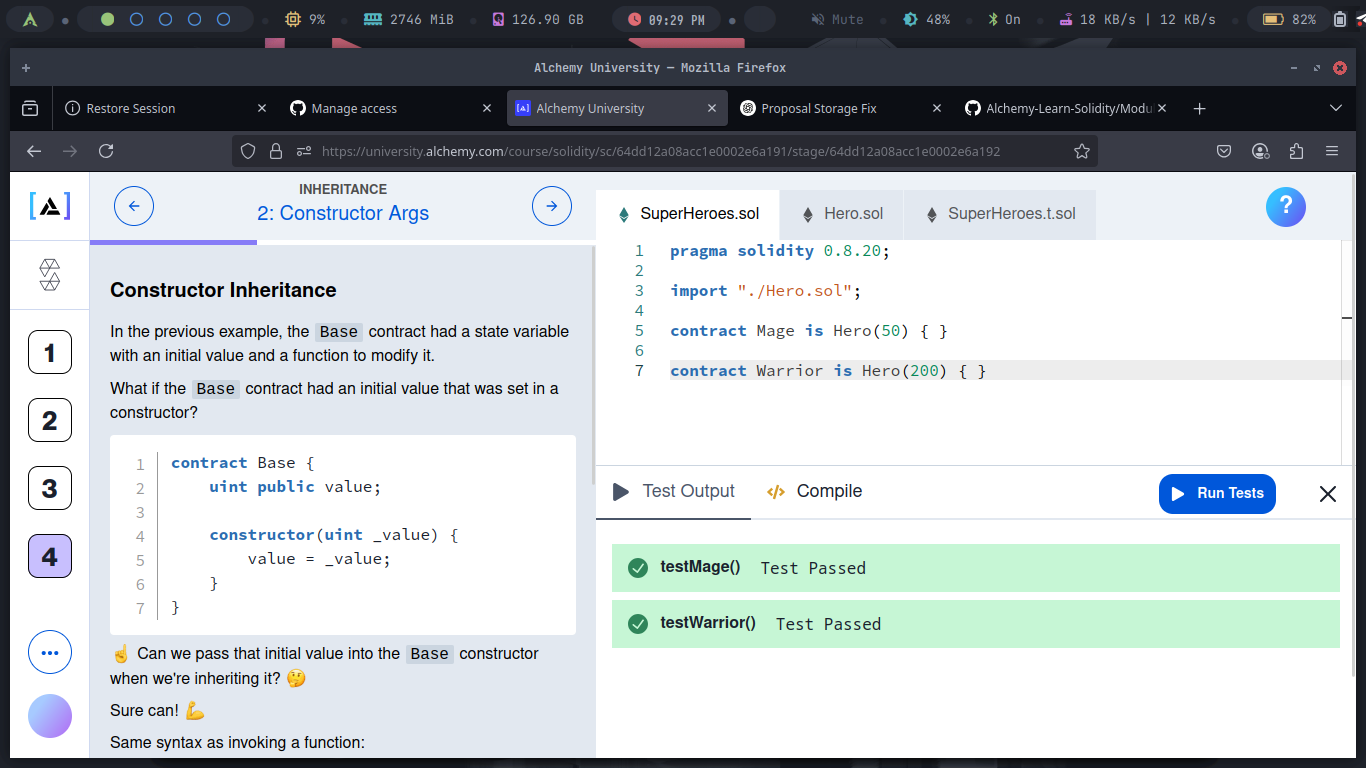 9%
2746 MiB
126.90 GB
09:29 PM
Mute
48%
On
18 KB/s | 12 KB/s
82%
Alchemy University — Mozilla Firefox
Restore Session
Manage access
Alchemy University
Proposal Storage Fix
Alchemy-Learn-Solidity/Modu
https://university.alchemy.com/course/solidity/sc/64dd12a08acc1e0002e6a191/stage/64dd12a08acc1e0002e6a192
INHERITANCE
2: Constructor Args
1
2
3
4
Constructor Inheritance
In the previous example, the Base contract had a state variable
with an initial value and a function to modify it.
What if the Base contract had an initial value that was set in a
constructor?
1 contract Base {
2 uint public value;
3
4 constructor(uint _value) {
5 value = _value;
6 }
7 }
☝️ Can we pass that initial value into the Base constructor
when we're inheriting it? 🤔
Sure can! 💪
Same syntax as invoking a function:
SuperHeroes.sol
Hero.sol
SuperHeroes.t.sol
?
1 pragma solidity 0.8.20;
2
3 import "./Hero.sol";
4
5 contract Mage is Hero(50) { }
6
7 contract Warrior is Hero(200) { }
Test Output
Compile
Run Tests
testMage() Test Passed
testWarrior() Test Passed